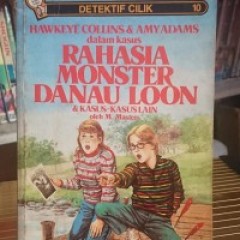 DETEKTIF CILIK 10
HAWKEYE COLLINS & AMY ADAMS
dalam kasus
RAHASIA
MONSTER
DANAU LOON
& KASUS-KASUS LAIN
oleh M. Masters